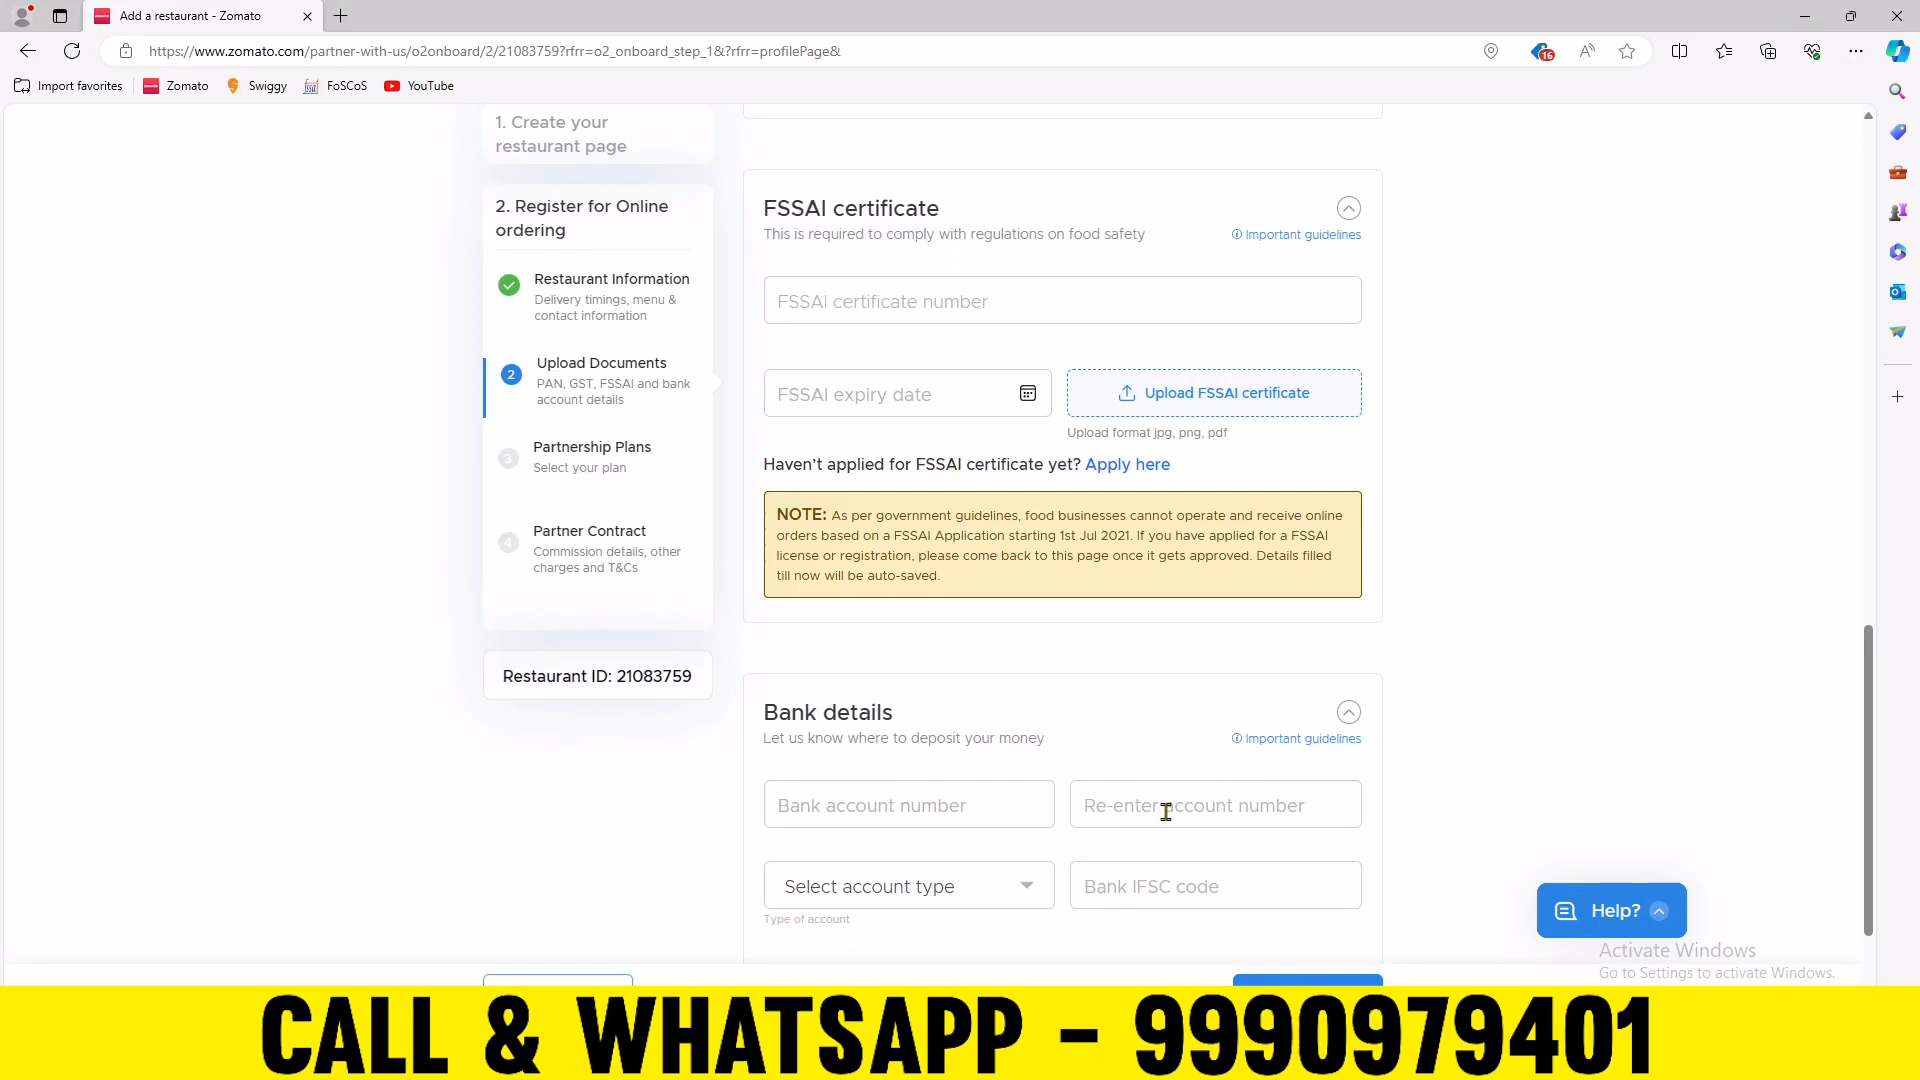 Add a restaurant - Zomato
https://www.zomato.com/partner-with-us/o2onboard/2/21083759?rfrr=o2_onboard_step_1&?rfrr=profilePage&
16
Import favorites
Zomato
Swiggy
FoSCoS
YouTube
1. Create your
restaurant page
2. Register for Online
ordering
Restaurant Information
Delivery timings, menu &
contact information
2
Upload Documents
PAN, GST, FSSAI and bank
account details
3
Partnership Plans
Select your plan
4
Partner Contract
Commission details, other
charges and T&Cs
Restaurant ID: 21083759
FSSAI certificate
This is required to comply with regulations on food safety
Important guidelines
FSSAI certificate number
FSSAI expiry date
Upload FSSAI certificate
Upload format jpg, png, pdf
Haven't applied for FSSAI certificate yet? Apply here
NOTE: As per government guidelines, food businesses cannot operate and receive online
orders based on a FSSAI Application starting 1st Jul 2021. If you have applied for a FSSAI
license or registration, please come back to this page once it gets approved. Details filled
till now will be auto-saved.
Bank details
Let us know where to deposit your money
Important guidelines
Bank account number
Re-enter account number
Select account type
Bank IFSC code
Type of account
Help?
Activate Windows
Go to Settings to activate Windows.
CALL & WHATSAPP - 9990979401